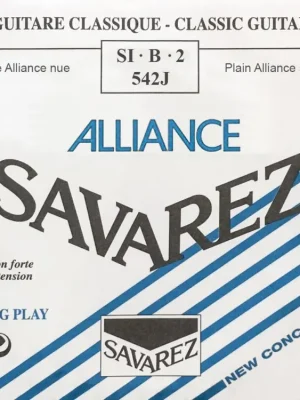 GUITARE CLASSIQUE - CLASSIC GUITA
SI · B · 2
542J
Alliance nue
Plain Alliance
ALLIANCE
SAVAREZ
on forte
tension
G PLAY
SAVAREZ
NEW CONC